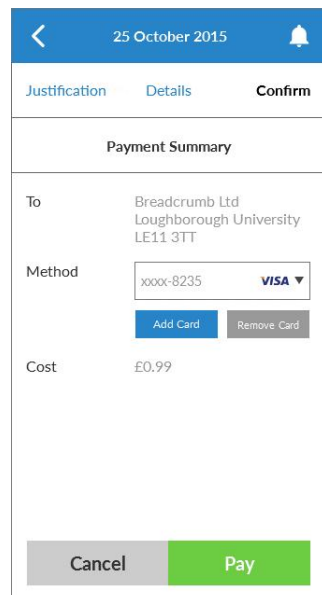 25 October 2015
Justification Details Confirm
Payment Summary
To Breadcrumb Ltd
Loughborough University
LE11 3TT
Method xxxx-8235 VISA
Add Card Remove Card
Cost £0.99
Cancel Pay